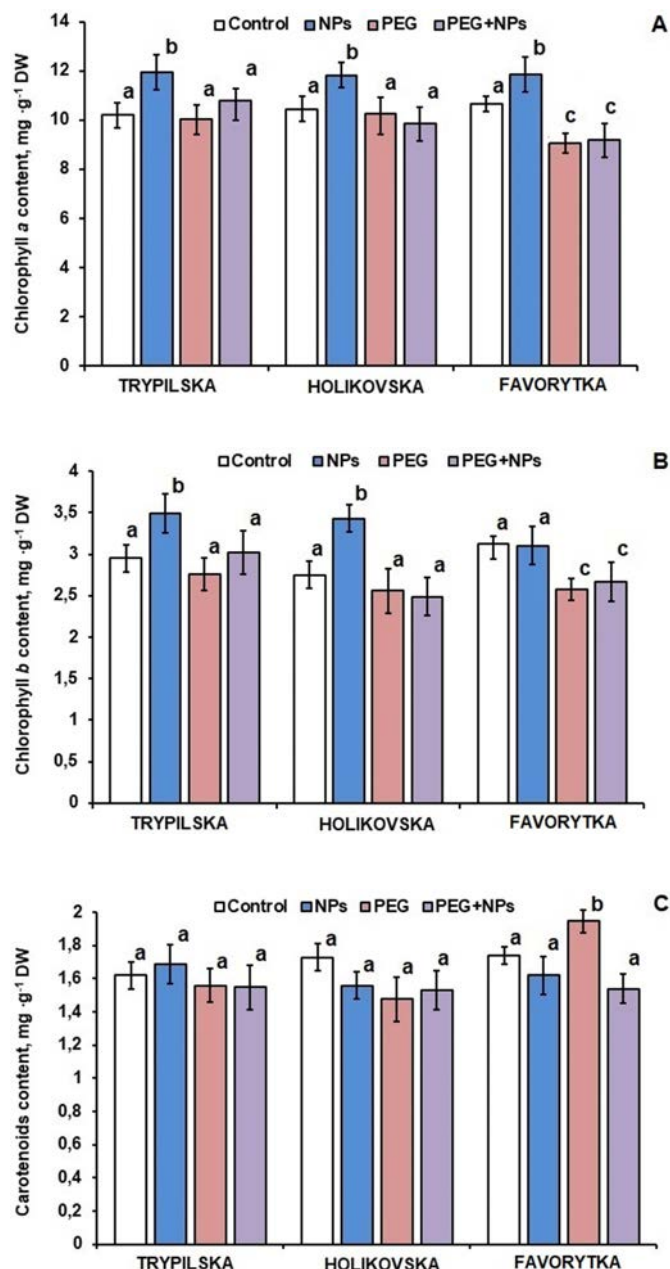 A
Control NPs PEG PEG+NPs
Chlorophyll a content, mg ·g-1 DW
14
12
10
8
6
4
2
0
a b a a a b a a a b c c
TRYPILSKA HOLIKOVSKA FAVORYTKA
B
Control NPs PEG PEG+NPs
Chlorophyll b content, mg ·g-1 DW
4
3,5
3
2,5
2
1,5
1
0,5
0
a b a a a b a a a a c c
TRYPILSKA HOLIKOVSKA FAVORYTKA
C
Control NPs PEG PEG+NPs
Carotenoids content, mg ·g-1 DW
2
1,8
1,6
1,4
1,2
1
0,8
0,6
0,4
0,2
0
a a a a a a a a a a b a
TRYPILSKA HOLIKOVSKA FAVORYTKA